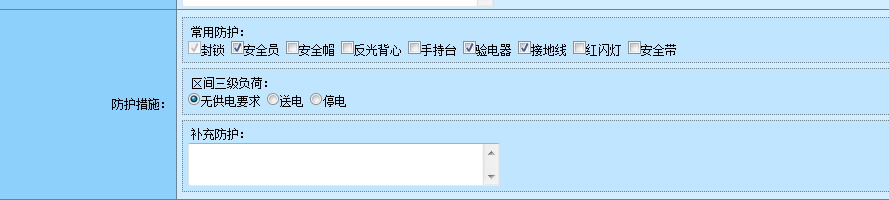 常用防护：
封锁 安全员 安全帽 反光背心 手持台 验电器 接地线 红闪灯 安全带
区间三级负荷：
无供电要求 送电 停电
防护措施：
补充防护：